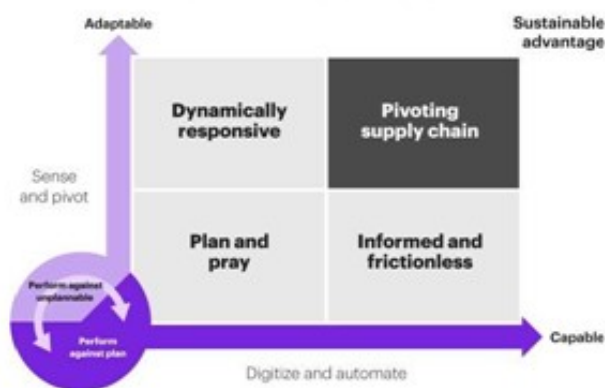 Adaptable
Sustainable
advantage
Dynamically
responsive
Pivoting
supply chain
Sense
and pivot
Plan and
pray
Informed and
frictionless
Perform against
unplannable
Perform
against plan
Capable
Digitize and automate